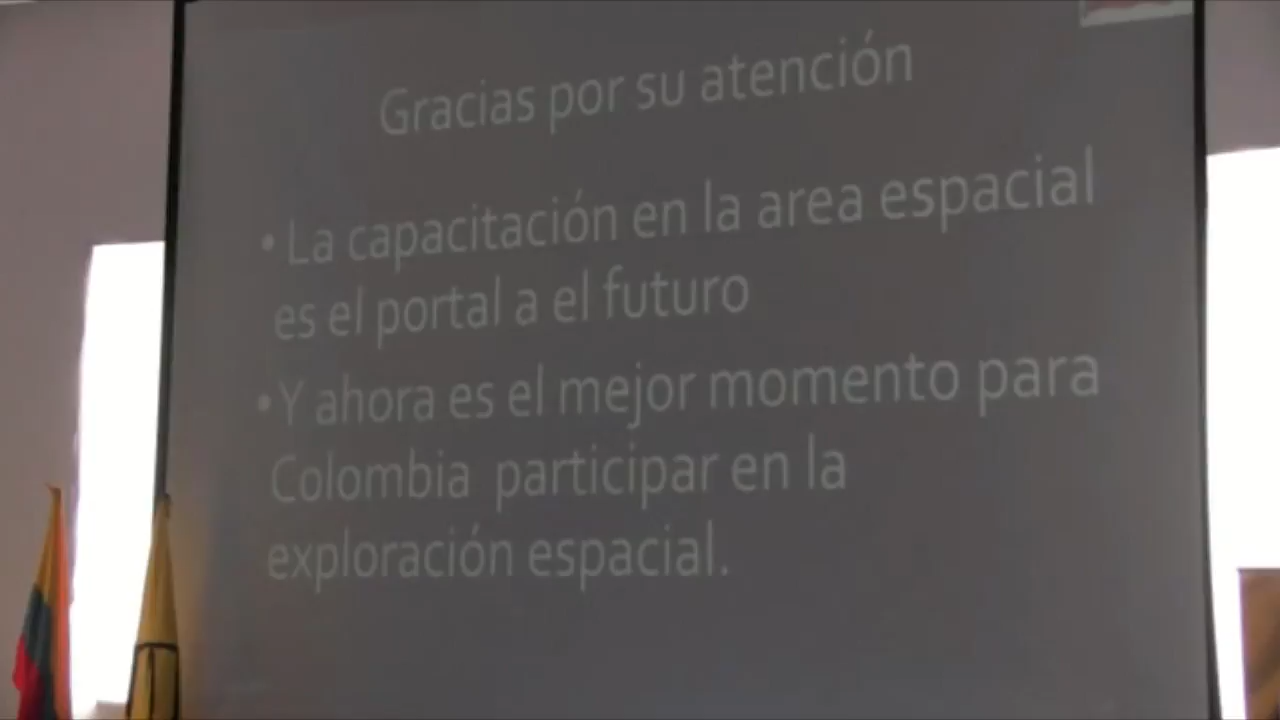 Gracias por su atención
• La capacitación en la area espacial
es el portal a el futuro
• Y ahora es el mejor momento para
Colombia participar en la
exploración espacial.